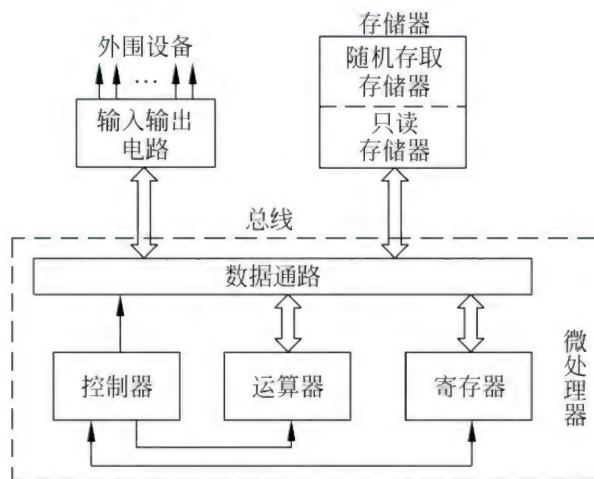 外围设备
…
输入输出
电路
存储器
随机存取
存储器
只读
存储器
总线
数据通路
控制器
运算器
寄存器
微处理器